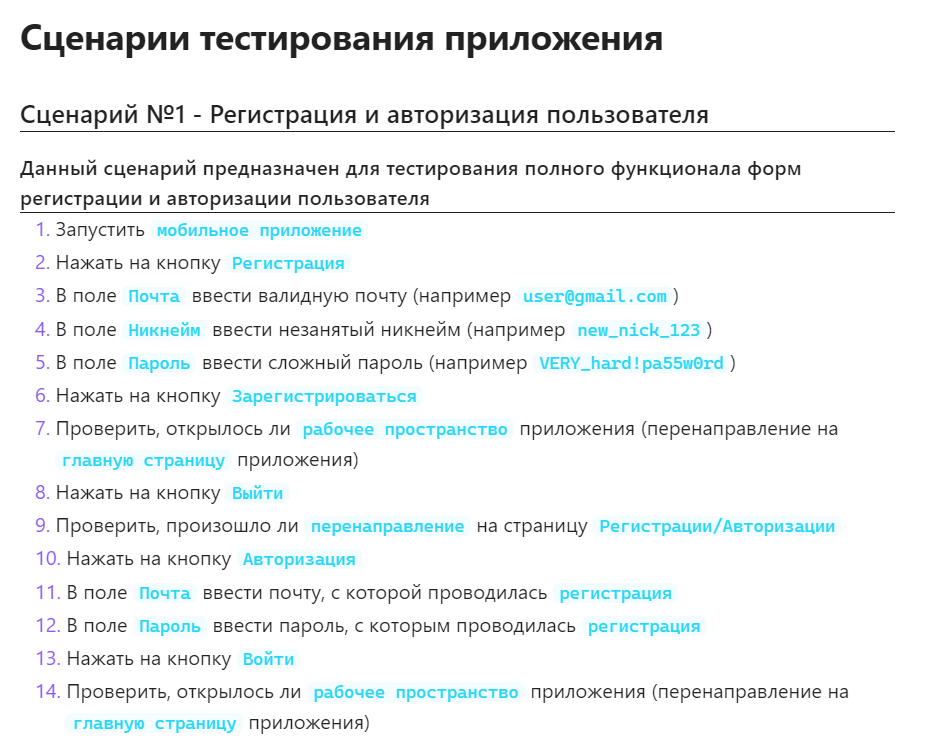 Сценарии тестирования приложения
Сценарий №1 - Регистрация и авторизация пользователя
Данный сценарий предназначен для тестирования полного функционала форм
регистрации и авторизации пользователя
1. Запустить мобильное приложение
2. Нажать на кнопку Регистрация
3. В поле Почта ввести валидную почту (например user@gmail.com )
4. В поле Никнейм ввести незанятый никнейм (например new_nick_123 )
5. В поле Пароль ввести сложный пароль (например VERY_hard!pa55w0rd )
6. Нажать на кнопку Зарегистрироваться
7. Проверить, открылось ли рабочее пространство приложения (перенаправление на
главную страницу приложения)
8. Нажать на кнопку Выйти
9. Проверить, произошло ли перенаправление на страницу Регистрации/Авторизации
10. Нажать на кнопку Авторизация
11. В поле Почта ввести почту, с которой проводилась регистрация
12. В поле Пароль ввести пароль, с которым проводилась регистрация
13. Нажать на кнопку Войти
14. Проверить, открылось ли рабочее пространство приложения (перенаправление на
главную страницу приложения)